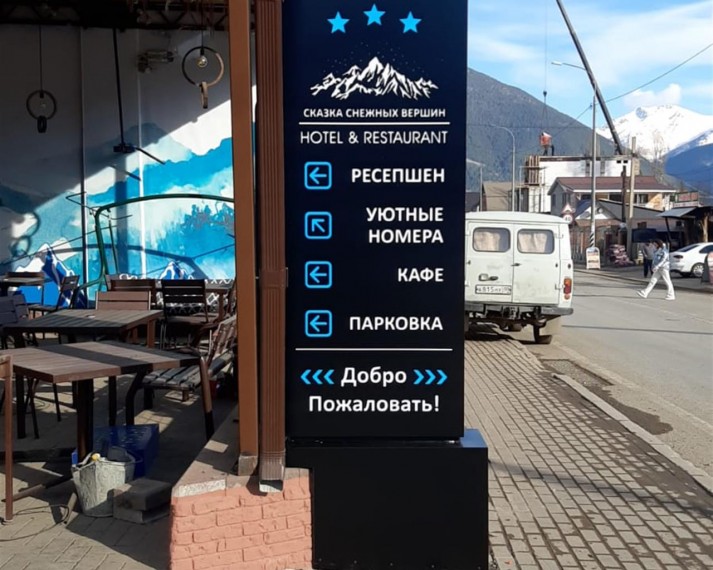 СКАЗКА СНЕЖНЫХ ВЕРШИН
HOTEL & RESTAURANT
РЕСЕПШЕН
УЮТНЫЕ
НОМЕРА
КАФЕ
ПАРКОВКА
Добро
Пожаловать!